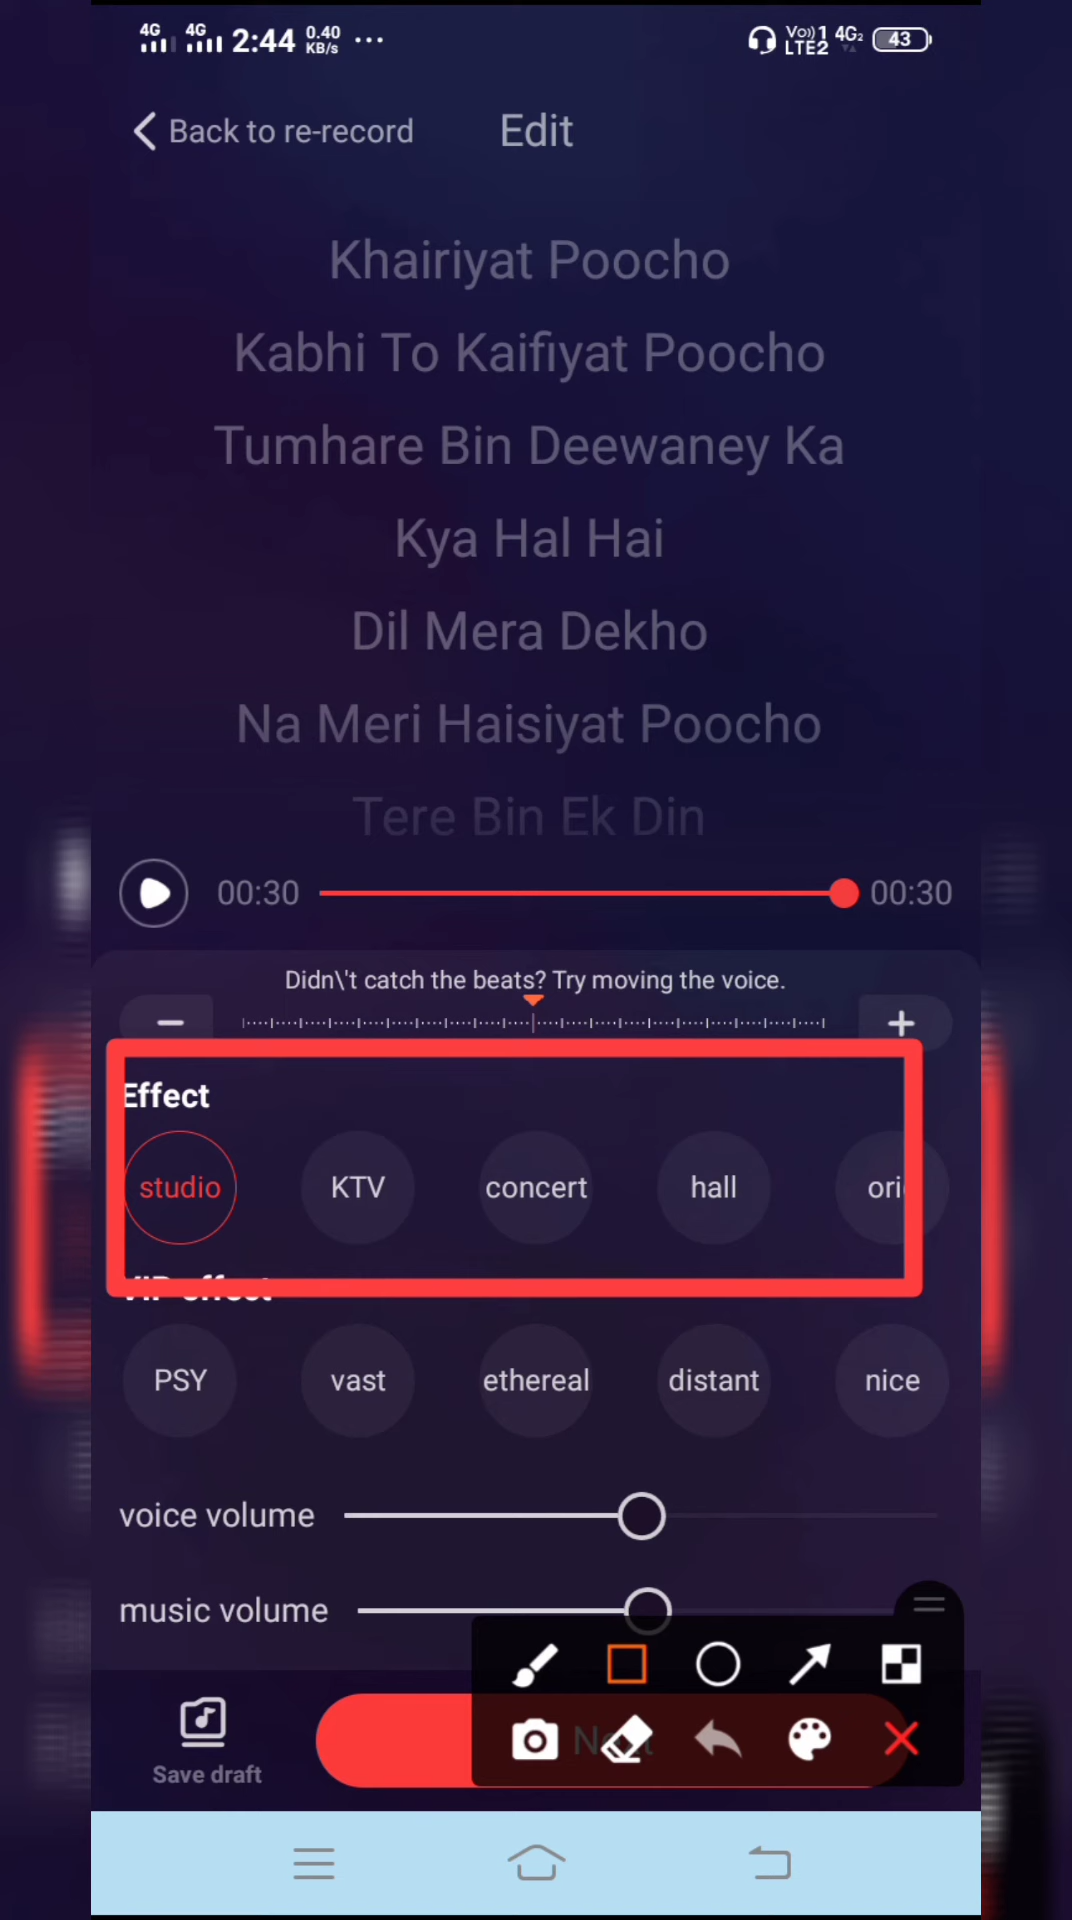 4G 4G 2:44 0.40 KB/s ... Vo)) 1 LTE2 4G2 43
Back to re-record Edit
Khairiyat Poocho
Kabhi To Kaifiyat Poocho
Tumhare Bin Deewaney Ka
Kya Hal Hai
Dil Mera Dekho
Na Meri Haisiyat Poocho
Tere Bin Ek Din
00:30 00:30
Didn\'t catch the beats? Try moving the voice.
Effect
studio KTV concert hall ori
VIP effect
PSY vast ethereal distant nice
voice volume
music volume
Save draft